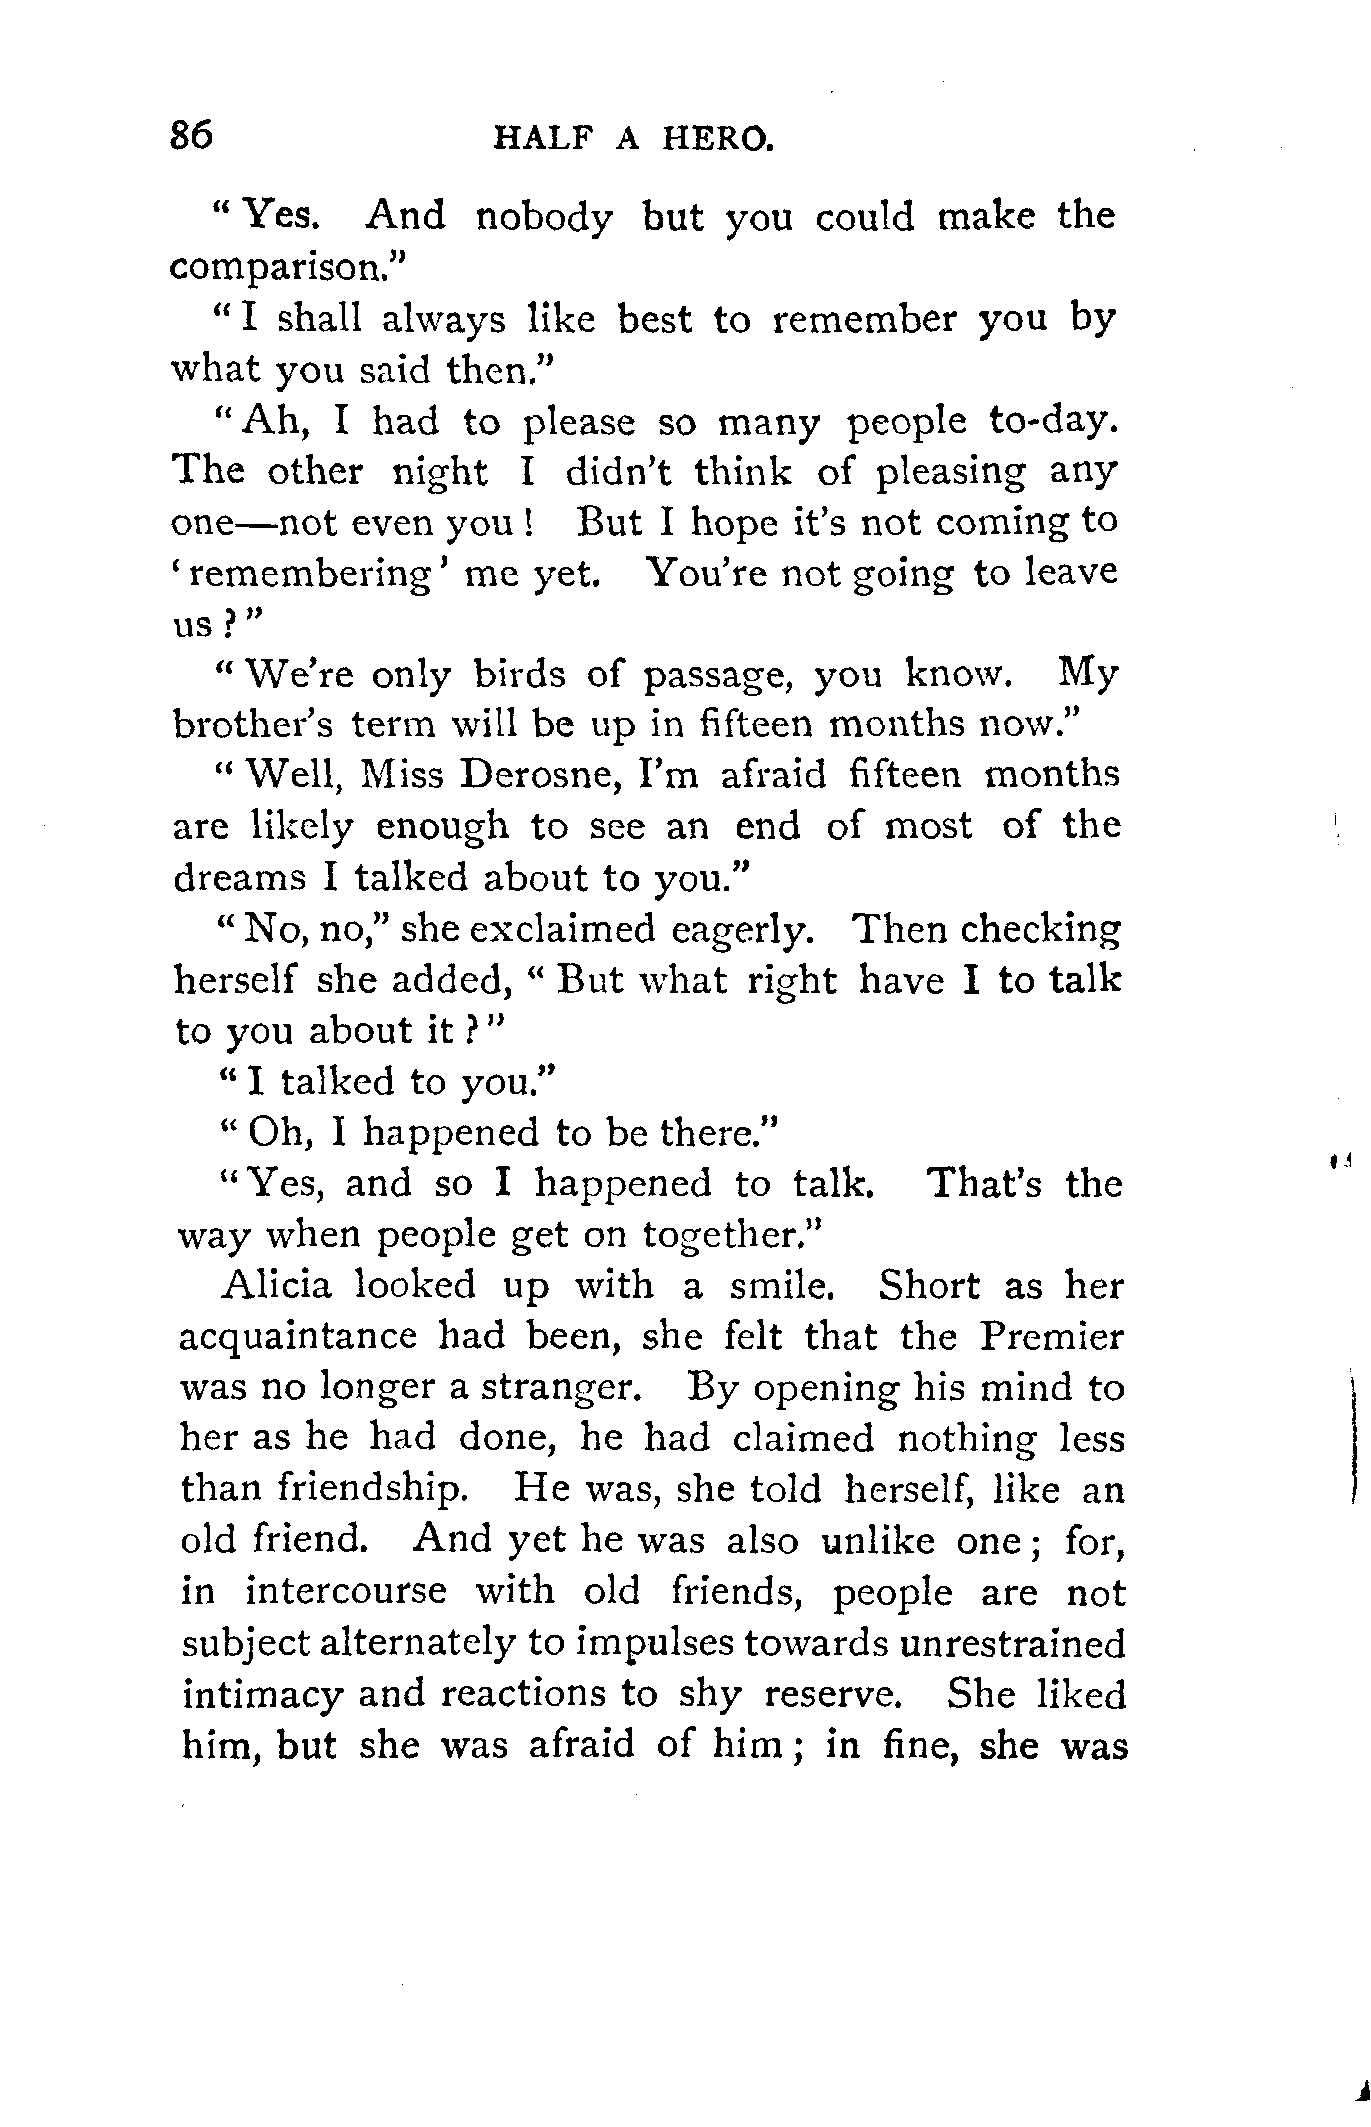 86 HALF A HERO.
“ Yes. And nobody but you could make the
comparison.”
“ I shall always like best to remember you by
what you said then.”
“ Ah, I had to please so many people to-day.
The other night I didn't think of pleasing any
one—not even you ! But I hope it's not coming to
‘ remembering ’ me yet. You're not going to leave
us ? ”
“ We're only birds of passage, you know. My
brother's term will be up in fifteen months now.”
“ Well, Miss Derosne, I'm afraid fifteen months
are likely enough to see an end of most of the
dreams I talked about to you.”
“ No, no,” she exclaimed eagerly. Then checking
herself she added, “ But what right have I to talk
to you about it ? ”
“ I talked to you.”
“ Oh, I happened to be there.”
“ Yes, and so I happened to talk. That's the
way when people get on together.”
Alicia looked up with a smile. Short as her
acquaintance had been, she felt that the Premier
was no longer a stranger. By opening his mind to
her as he had done, he had claimed nothing less
than friendship. He was, she told herself, like an
old friend. And yet he was also unlike one ; for,
in intercourse with old friends, people are not
subject alternately to impulses towards unrestrained
intimacy and reactions to shy reserve. She liked
him, but she was afraid of him ; in fine, she was